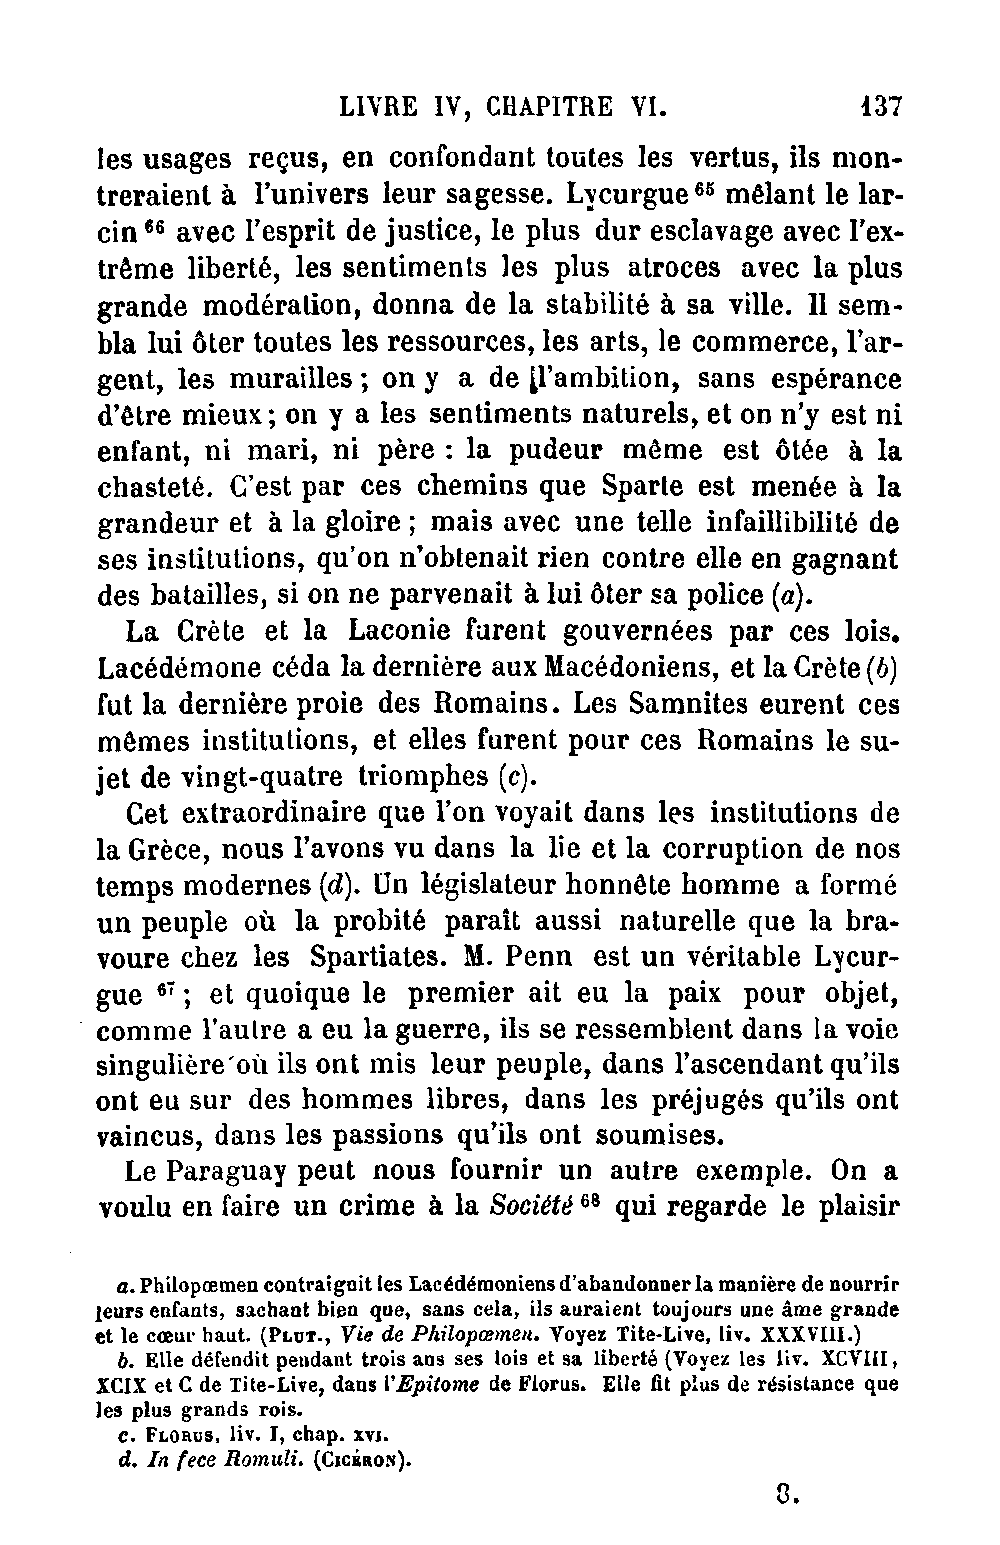 LIVRE IV, CHAPITRE VI. 137
les usages reçus, en confondant toutes les vertus, ils mon-
treraient à l'univers leur sagesse. Lycurgue 65 mêlant le lar-
cin 66 avec l'esprit de justice, le plus dur esclavage avec l'ex-
trême liberté, les sentiments les plus atroces avec la plus
grande modération, donna de la stabilité à sa ville. Il sem-
bla lui ôter toutes les ressources, les arts, le commerce, l'ar-
gent, les murailles ; on y a de l'ambition, sans espérance
d'être mieux ; on y a les sentiments naturels, et on n'y est ni
enfant, ni mari, ni père : la pudeur même est ôtée à la
chasteté. C'est par ces chemins que Sparte est menée à la
grandeur et à la gloire ; mais avec une telle infaillibilité de
ses institutions, qu'on n'obtenait rien contre elle en gagnant
des batailles, si on ne parvenait à lui ôter sa police (a).
La Crète et la Laconie furent gouvernées par ces lois.
Lacédémone céda la dernière aux Macédoniens, et la Crète (b)
fut la dernière proie des Romains. Les Samnites eurent ces
mêmes institutions, et elles furent pour ces Romains le su-
jet de vingt-quatre triomphes (c).
Cet extraordinaire que l'on voyait dans les institutions de
la Grèce, nous l'avons vu dans la lie et la corruption de nos
temps modernes (d). Un législateur honnête homme a formé
un peuple où la probité paraît aussi naturelle que la bra-
voure chez les Spartiates. M. Penn est un véritable Lycur-
gue 67 ; et quoique le premier ait eu la paix pour objet,
comme l'autre a eu la guerre, ils se ressemblent dans la voie
singulière où ils ont mis leur peuple, dans l'ascendant qu'ils
ont eu sur des hommes libres, dans les préjugés qu'ils ont
vaincus, dans les passions qu'ils ont soumises.
Le Paraguay peut nous fournir un autre exemple. On a
voulu en faire un crime à la Société 68 qui regarde le plaisir
a. Philopœmen contraignit les Lacédémoniens d'abandonner la manière de nourrir
leurs enfants, sachant bien que, sans cela, ils auraient toujours une âme grande
et le cœur haut. (PLUT., Vie de Philopœmen. Voyez Tite-Live, liv. XXXVIII.)
b. Elle défendit pendant trois ans ses lois et sa liberté (Voyez les liv. XCVIII,
XCIX et C de Tite-Live, dans l'Epitome de Florus. Elle fit plus de résistance que
les plus grands rois.
c. FLORUS, liv. I, chap. XVI.
d. In fece Romuli. (CICÉRON).
8.